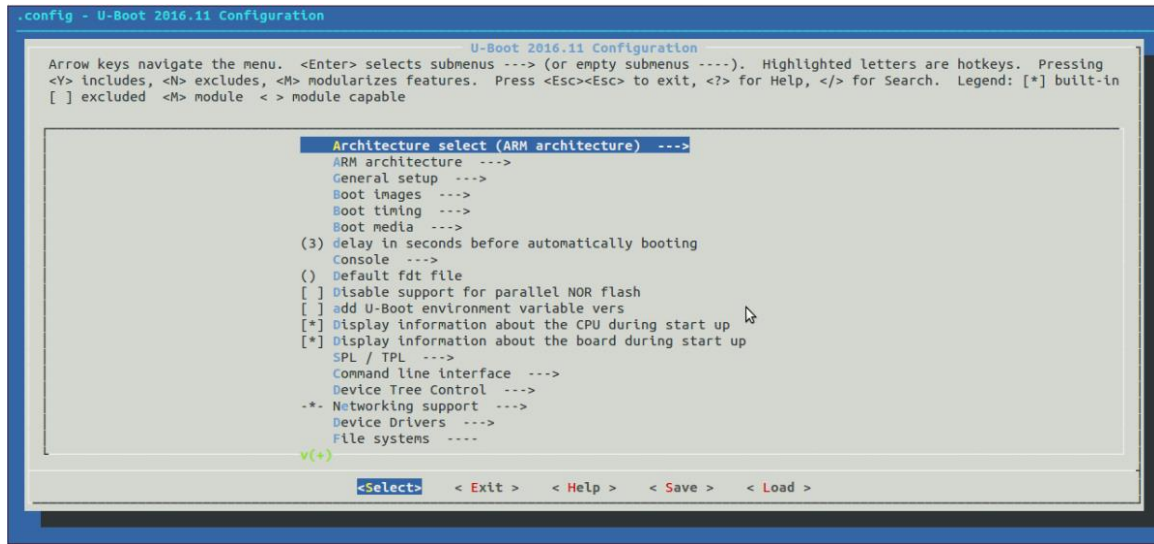 .config - U-Boot 2016.11 Configuration
U-Boot 2016.11 Configuration
Arrow keys navigate the menu.  <Enter> selects submenus ---> (or empty submenus ----).  Highlighted letters are hotkeys.  Pressing
<Y> includes, <N> excludes, <M> modularizes features.  Press <Esc><Esc> to exit, <?> for Help, </> for Search.  Legend: [*] built-in
[ ] excluded  <M> module  < > module capable
Architecture select (ARM architecture)  --->
ARM architecture  --->
General setup  --->
Boot images  --->
Boot timing  --->
Boot media  --->
(3) delay in seconds before automatically booting
Console  --->
() Default fdt file
[ ] Disable support for parallel NOR flash
[ ] add U-Boot environment variable vers
[*] Display information about the CPU during start up
[*] Display information about the board during start up
SPL / TPL  --->
Command line interface  --->
Device Tree Control  --->
-*- Networking support  --->
Device Drivers  --->
File systems  ----
v(+)
<Select>    < Exit >    < Help >    < Save >    < Load >